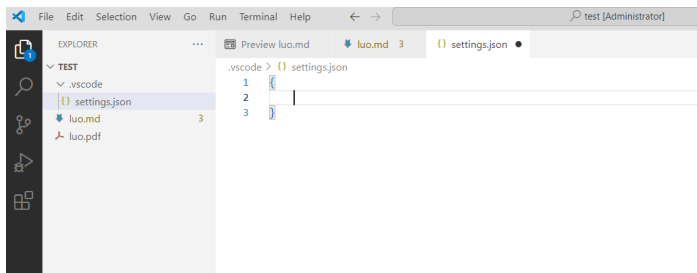 File Edit Selection View Go Run Terminal Help ← → test [Administrator]
EXPLORER ...
TEST
.vscode
{} settings.json
luo.md 3
luo.pdf
1
Preview luo.md luo.md 3 {} settings.json ●
.vscode > {} settings.json
1 {
2
3 }